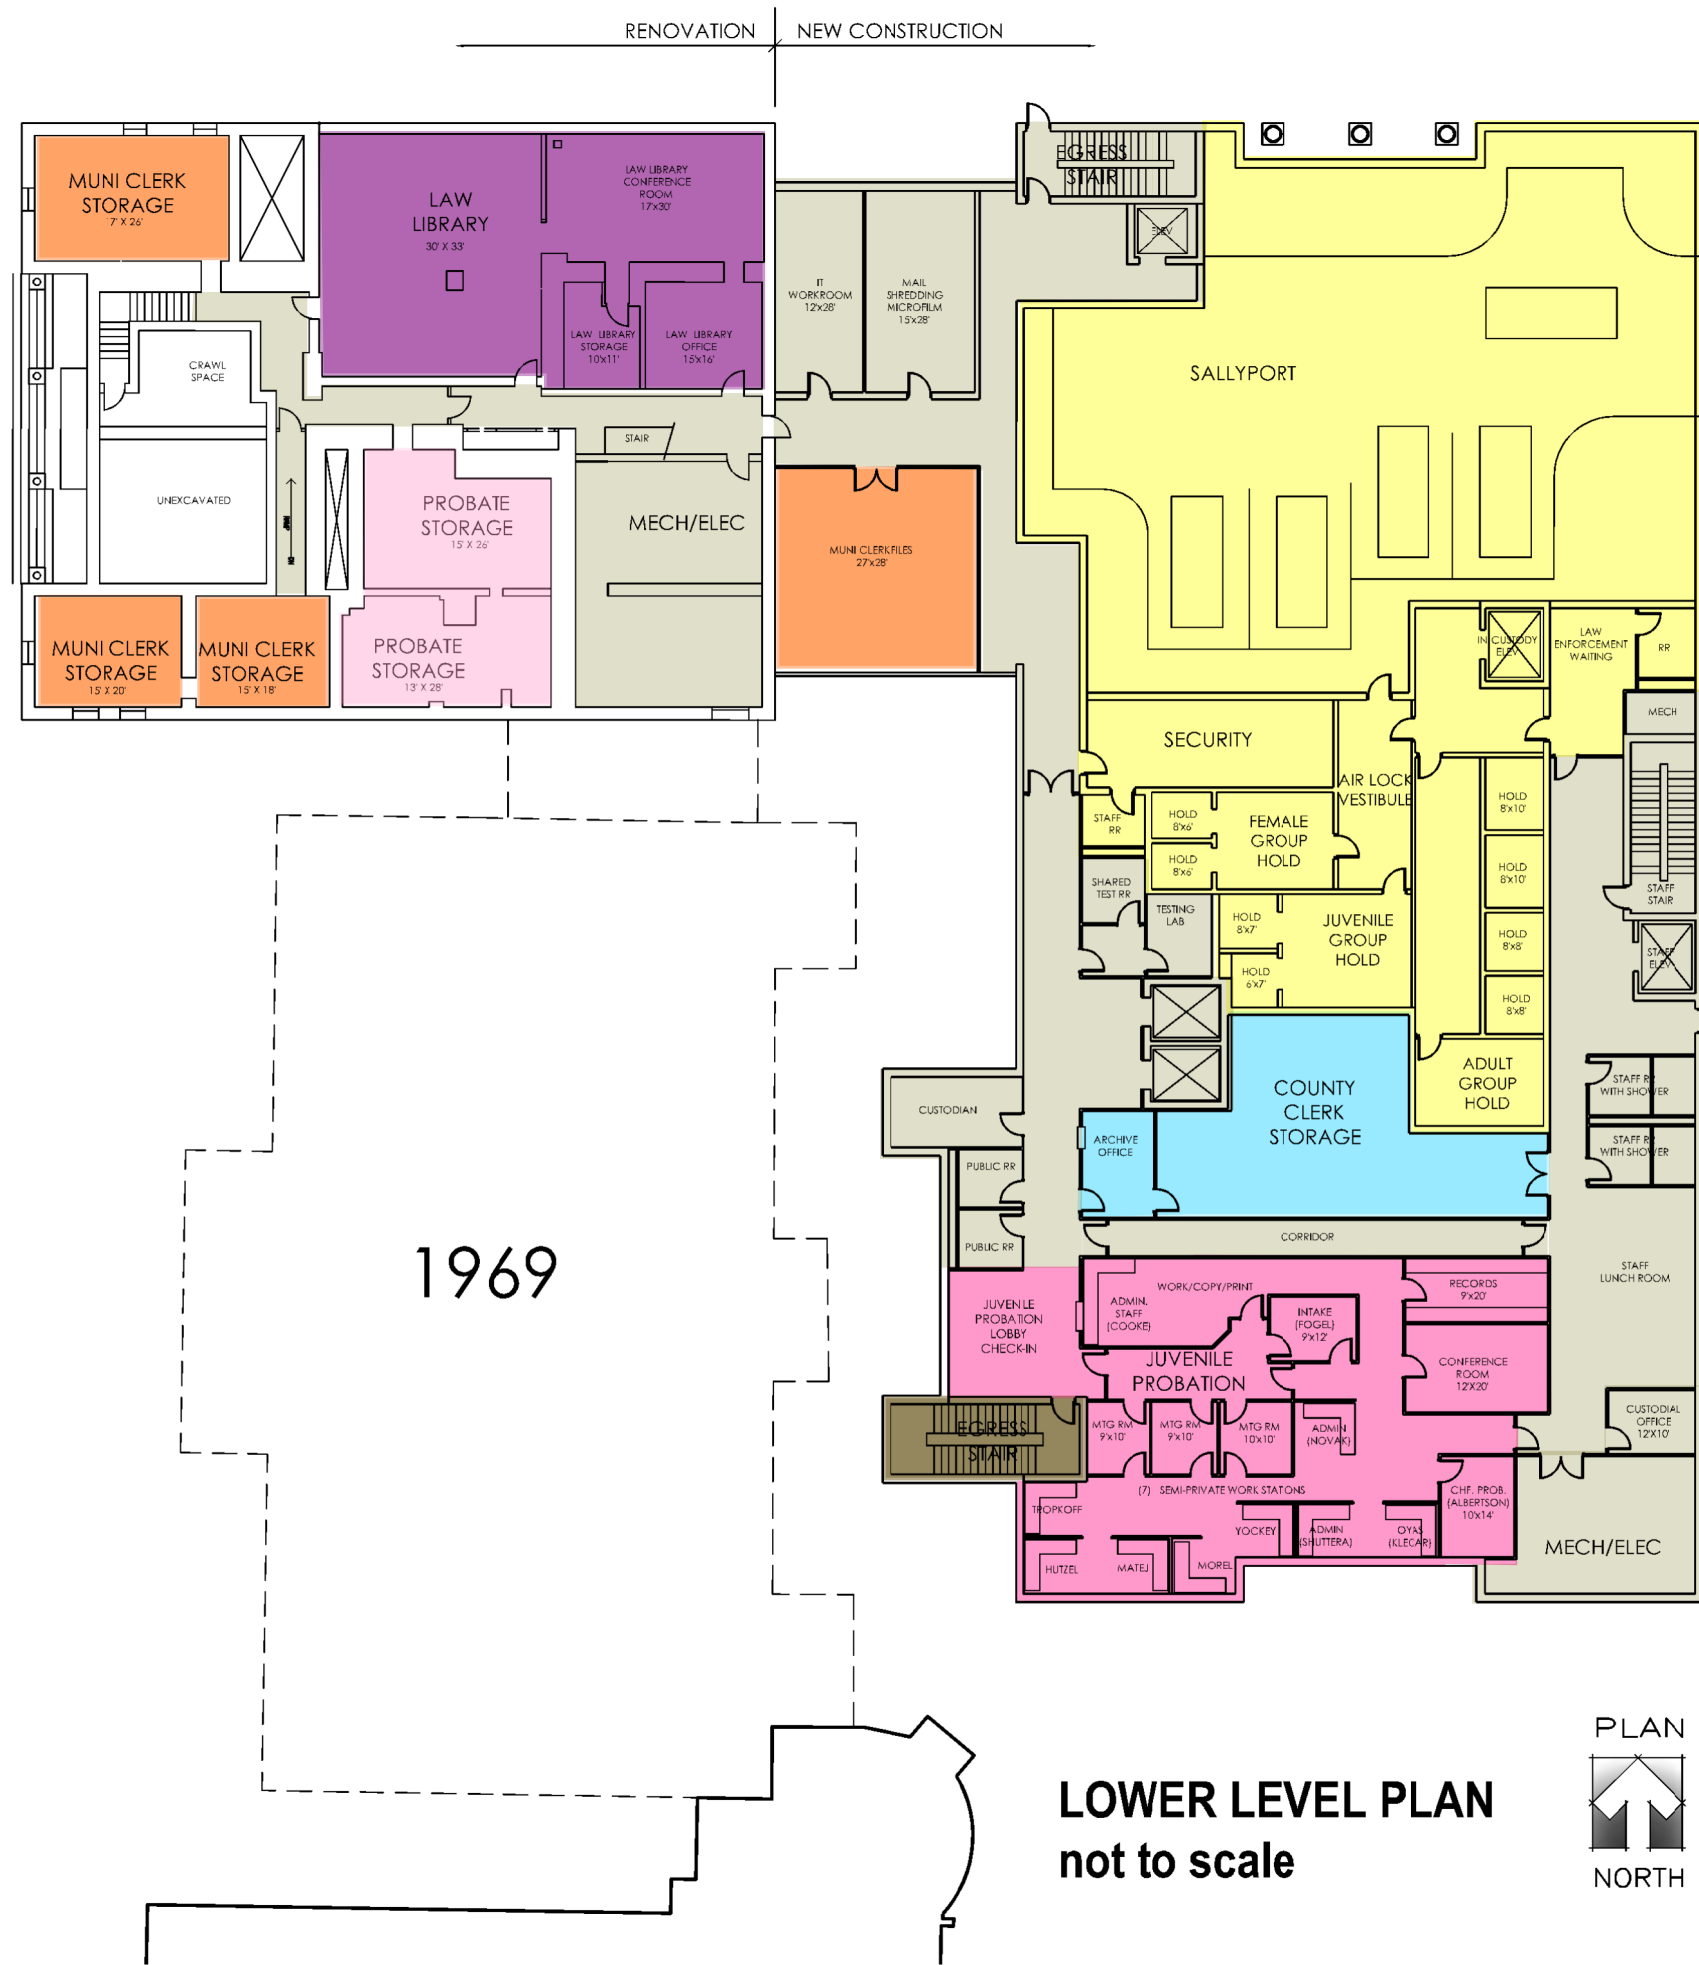 RENOVATION
NEW CONSTRUCTION
MUNI CLERK
STORAGE
7' X 26'
LAW
LIBRARY
30' X 33'
LAW LIBRARY
CONFERENCE
ROOM
17'x30'
LAW LIBRARY
STORAGE
10'x11'
LAW LIBRARY
OFFICE
15'x16'
IT
WORKROOM
12'x28'
MAIL
SHREDDING
MICROFILM
15'x28'
EGRESS
STAIR
ELEV
SALLYPORT
CRAWL
SPACE
UNEXCAVATED
STAIR
PROBATE
STORAGE
15' X 26'
MECH/ELEC
MUNI CLERK FILES
27'x28'
MUNI CLERK
STORAGE
15' X 20'
MUNI CLERK
STORAGE
15' X 18'
PROBATE
STORAGE
13' X 28'
IN CUSTODY
ELEV
LAW
ENFORCEMENT
WAITING
RR
MECH
SECURITY
AIR LOCK
VESTIBULE
STAFF
RR
HOLD
8'x6'
HOLD
8'x6'
FEMALE
GROUP
HOLD
HOLD
8'x10'
HOLD
8'x10'
HOLD
8'x8'
HOLD
8'x8'
STAFF
STAIR
STAFF
ELEV
SHARED
TEST RR
TESTING
LAB
HOLD
8'x7'
HOLD
6'x7'
JUVENILE
GROUP
HOLD
ADULT
GROUP
HOLD
COUNTY
CLERK
STORAGE
ARCHIVE
OFFICE
CUSTODIAN
PUBLIC RR
PUBLIC RR
STAFF RR
WITH SHOWER
STAFF RR
WITH SHOWER
CORRIDOR
STAFF
LUNCH ROOM
1969
JUVENILE
PROBATION
LOBBY
CHECK-IN
WORK/COPY/PRINT
ADMIN.
STAFF
(COOKE)
INTAKE
(FOGEL)
9'x12'
RECORDS
9'x20'
CONFERENCE
ROOM
12'X20'
JUVENILE
PROBATION
EGRESS
STAIR
MTG RM
9'x10'
MTG RM
9'x10'
MTG RM
10'x10'
ADMIN
(NOVAK)
CUSTODIAL
OFFICE
12'X10'
(7) SEMI-PRIVATE WORK STATONS
CHF. PROB.
(ALBERTSON)
10'x14'
TROPKOFF
YOCKEY
ADMIN
(SHUTTERA)
OYAS
(KLECAR)
HUTZEL
MATEJ
MOREL
MECH/ELEC
LOWER LEVEL PLAN
not to scale
PLAN
NORTH